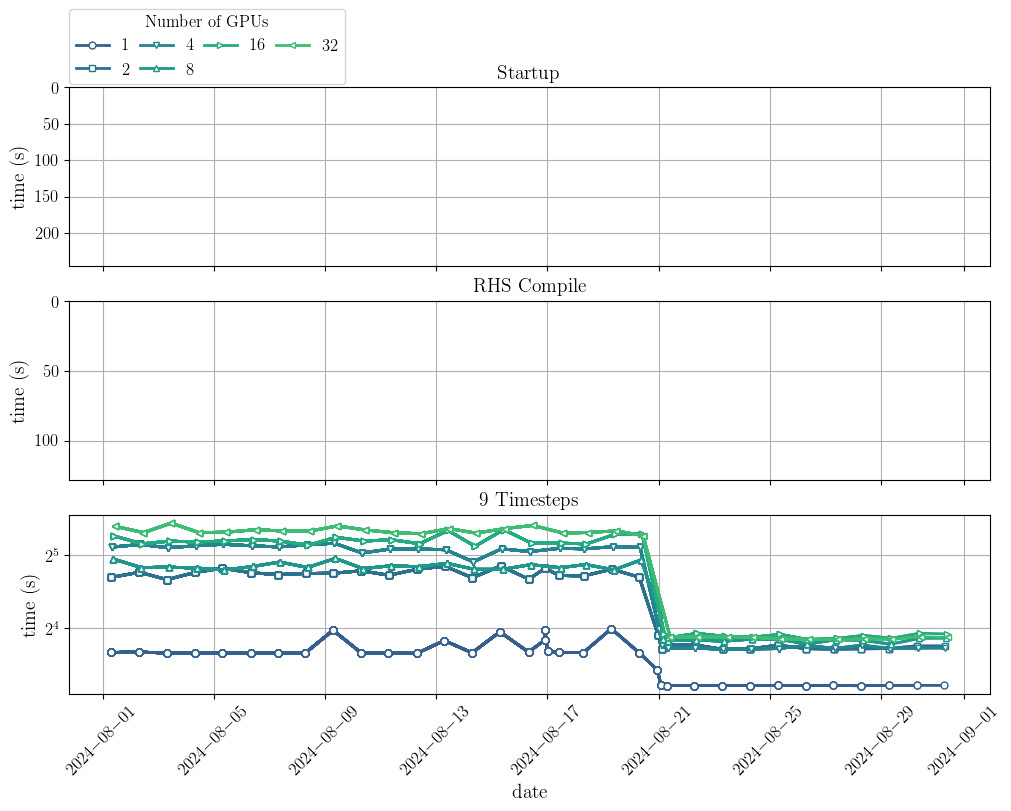 Number of GPUs
1 4 16 32
2 8
Startup
0
50
100
150
200
time (s)
RHS Compile
0
50
100
time (s)
9 Timesteps
2⁵
2⁴
time (s)
2024−08−01 2024−08−05 2024−08−09 2024−08−13 2024−08−17 2024−08−21 2024−08−25 2024−08−29 2024−09−01
date